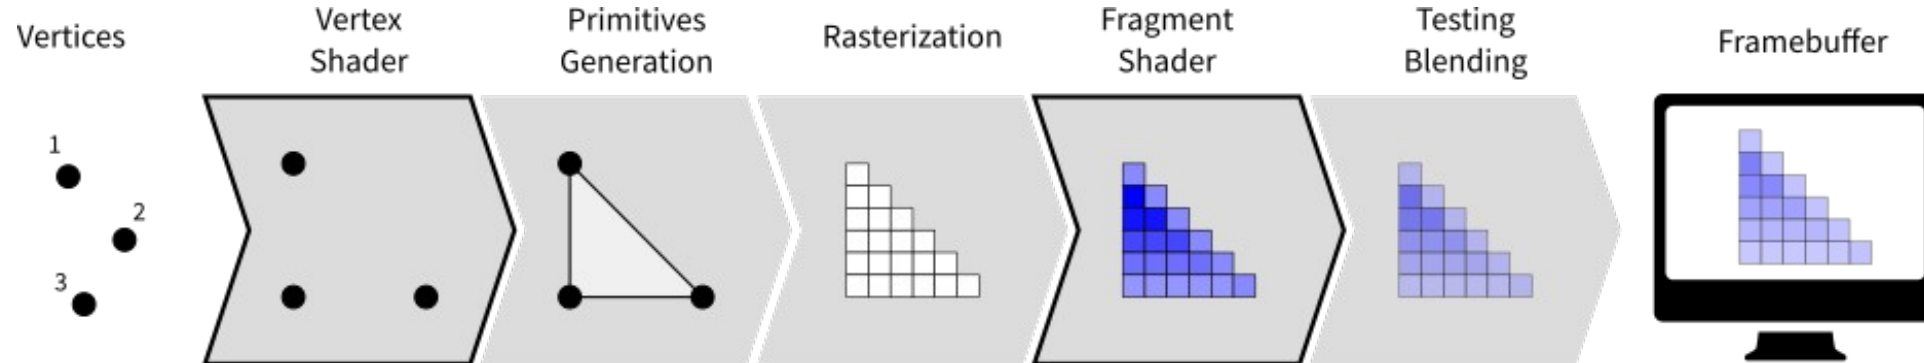 Vertices
Vertex
Shader
Primitives
Generation
Rasterization
Fragment
Shader
Testing
Blending
Framebuffer
1
2
3